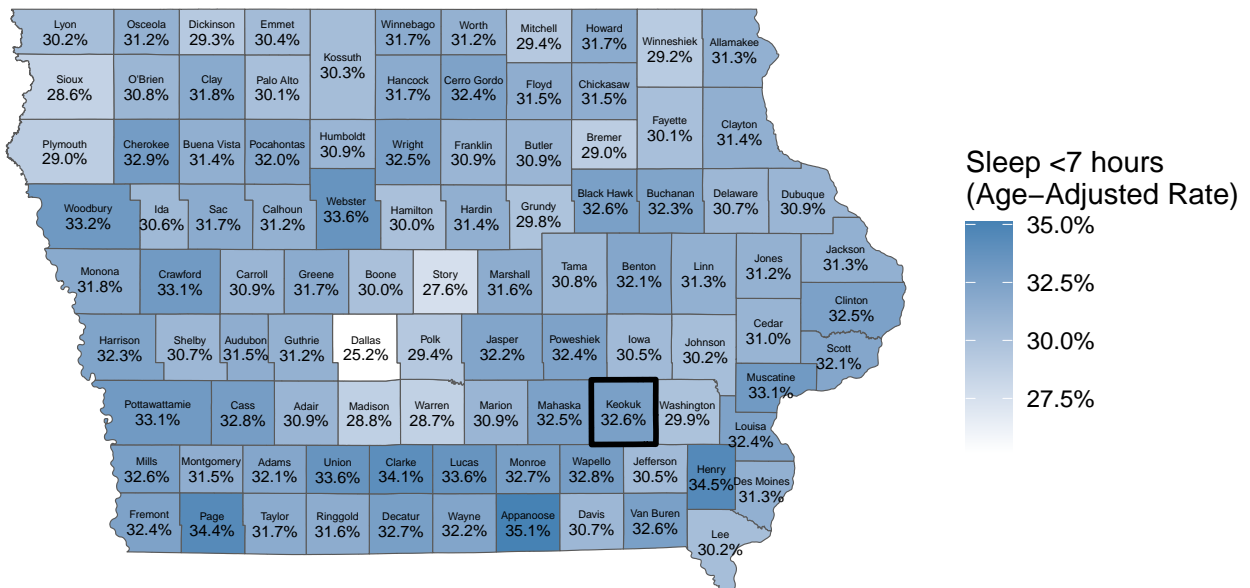 Lyon
30.2%
Osceola
31.2%
Dickinson
29.3%
Emmet
30.4%
Kossuth
30.3%
Winnebago
31.7%
Worth
31.2%
Mitchell
29.4%
Howard
31.7%
Winneshiek
29.2%
Allamakee
31.3%
Sioux
28.6%
O'Brien
30.8%
Clay
31.8%
Palo Alto
30.1%
Hancock
31.7%
Cerro Gordo
32.4%
Floyd
31.5%
Chickasaw
31.5%
Fayette
30.1%
Clayton
31.4%
Plymouth
29.0%
Cherokee
32.9%
Buena Vista
31.4%
Pocahontas
32.0%
Humboldt
30.9%
Wright
32.5%
Franklin
30.9%
Butler
30.9%
Bremer
29.0%
Woodbury
33.2%
Ida
30.6%
Sac
31.7%
Calhoun
31.2%
Webster
33.6%
Hamilton
30.0%
Hardin
31.4%
Grundy
29.8%
Black Hawk
32.6%
Buchanan
32.3%
Delaware
30.7%
Dubuque
30.9%
Monona
31.8%
Crawford
33.1%
Carroll
30.9%
Greene
31.7%
Boone
30.0%
Story
27.6%
Marshall
31.6%
Tama
30.8%
Benton
32.1%
Linn
31.3%
Jones
31.2%
Jackson
31.3%
Clinton
32.5%
Harrison
32.3%
Shelby
30.7%
Audubon
31.5%
Guthrie
31.2%
Dallas
25.2%
Polk
29.4%
Jasper
32.2%
Poweshiek
32.4%
Iowa
30.5%
Johnson
30.2%
Cedar
31.0%
Scott
32.1%
Muscatine
33.1%
Pottawattamie
33.1%
Cass
32.8%
Adair
30.9%
Madison
28.8%
Warren
28.7%
Marion
30.9%
Mahaska
32.5%
Keokuk
32.6%
Washington
29.9%
Louisa
32.4%
Mills
32.6%
Montgomery
31.5%
Adams
32.1%
Union
33.6%
Clarke
34.1%
Lucas
33.6%
Monroe
32.7%
Wapello
32.8%
Jefferson
30.5%
Henry
34.5%
Des Moines
31.3%
Fremont
32.4%
Page
34.4%
Taylor
31.7%
Ringgold
31.6%
Decatur
32.7%
Wayne
32.2%
Appanoose
35.1%
Davis
30.7%
Van Buren
32.6%
Lee
30.2%
Sleep <7 hours
(Age−Adjusted Rate)
35.0%
32.5%
30.0%
27.5%